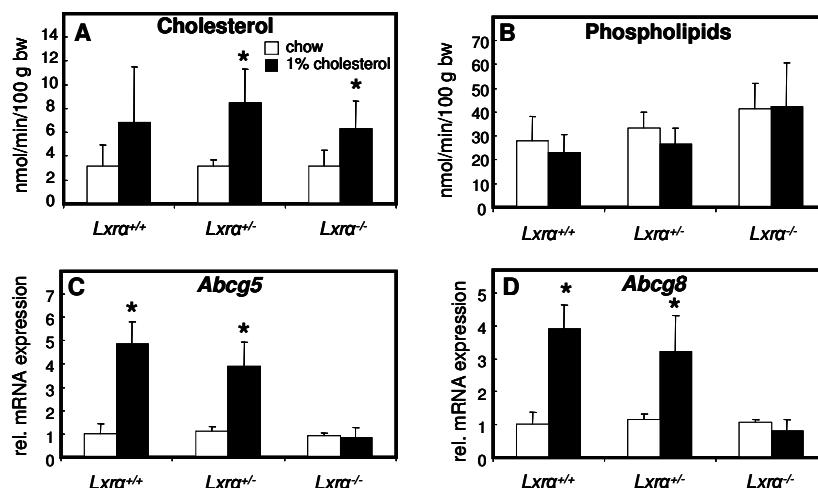 A Cholesterol
chow
1% cholesterol
nmol/min/100 g bw
14
12
10
8
6
4
2
0
* *
Lxrα+/+ Lxrα+/- Lxrα-/-
B Phospholipids
nmol/min/100 g bw
70
60
50
40
30
20
10
0
Lxrα+/+ Lxrα+/- Lxrα-/-
C Abcg5
rel. mRNA expression
7
6
5
4
3
2
1
0
* *
Lxrα+/+ Lxrα+/- Lxrα-/-
D Abcg8
rel. mRNA expression
5
4
3
2
1
0
* *
Lxrα+/+ Lxrα+/- Lxrα-/-